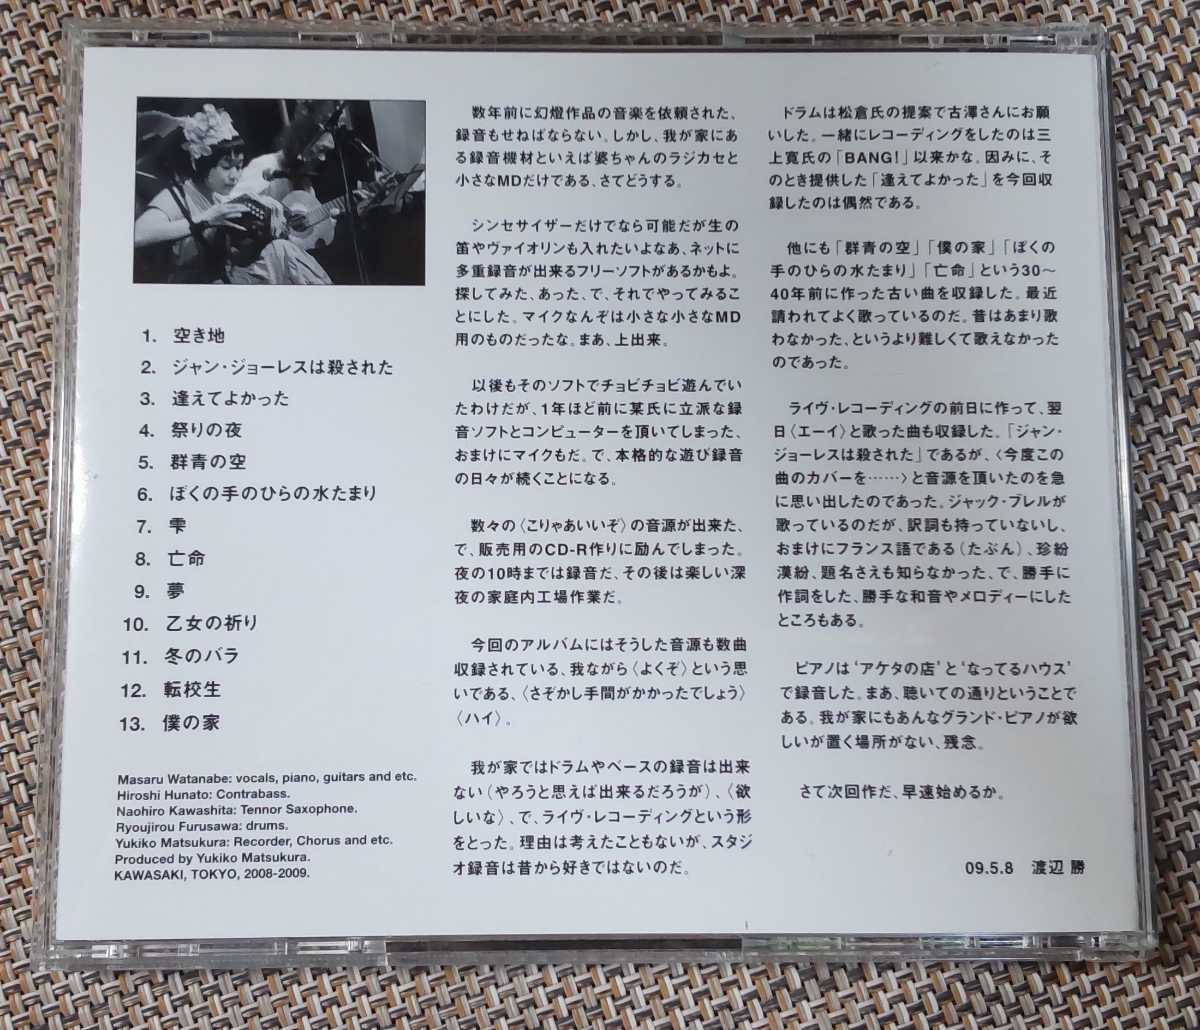 1. 空き地
2. ジャン・ジョーレスは殺された
3. 逢えてよかった
4. 祭りの夜
5. 群青の空
6. ぼくの手のひらの水たまり
7. 雫
8. 亡命
9. 夢
10. 乙女の祈り
11. 冬のバラ
12. 転校生
13. 僕の家
Masaru Watanabe: vocals, piano, guitars and etc.
Hiroshi Hunato: Contrabass.
Naohiro Kawashita: Tennor Saxophone.
Ryoujirou Furusawa: drums.
Yukiko Matsukura: Recorder, Chorus and etc.
Produced by Yukiko Matsukura.
KAWASAKI, TOKYO, 2008-2009.
数年前に幻燈作品の音楽を依頼された、
録音もせねばならない。しかし、我が家にあ
る録音機材といえば婆ちゃんのラジカセと
小さなMDだけである、さてどうする。
シンセサイザーだけでなら可能だが生の
笛やヴァイオリンも入れたいよなあ、ネットに
多重録音が出来るフリーソフトがあるかもよ。
探してみた、あった、で、それでやってみるこ
とにした。マイクなんぞは小さな小さなMD
用のものだったな。まあ、上出来。
以後もそのソフトでチョビチョビ遊んでい
たわけだが、1年ほど前に某氏に立派な録
音ソフトとコンピューターを頂いてしまった、
おまけにマイクもだ。で、本格的な遊び録音
の日々が続くことになる。
数々の〈こりゃあいいぞ〉の音源が出来た、
で、販売用のCD-R作りに励んでしまった。
夜の10時までは録音だ、その後は楽しい深
夜の家庭内工場作業だ。
今回のアルバムにはそうした音源も数曲
収録されている、我ながら〈よくぞ〉という思
いである、〈さぞかし手間がかかったでしょう〉
〈ハイ〉。
我が家ではドラムやベースの録音は出来
ない〈やろうと思えば出来るだろうが〉、〈欲
しいな〉、で、ライヴ・レコーディングという形
をとった。理由は考えたこともないが、スタジ
オ録音は昔から好きではないのだ。
ドラムは松倉氏の提案で古澤さんにお願
いした。一緒にレコーディングをしたのは三
上寛氏の「BANG!」以来かな。因みに、そ
のとき提供した「逢えてよかった」を今回収
録したのは偶然である。
他にも「群青の空」「僕の家」「ぼくの
手のひらの水たまり」「亡命」という30〜
40年前に作った古い曲を収録した。最近
請われてよく歌っているのだ。昔はあまり歌
わなかった、というより難しくて歌えなかった
のであった。
ライヴ・レコーディングの前日に作って、翌
日〈エーイ〉と歌った曲も収録した。「ジャン・
ジョーレスは殺された」であるが、〈今度この
曲のカバーを……〉と音源を頂いたのを急
に思い出したのであった。ジャック・ブレルが
歌っているのだが、訳詞も持っていないし、
おまけにフランス語である(たぶん)、珍紛
漢紛、題名さえも知らなかった、で、勝手に
作詞をした、勝手な和音やメロディーにした
ところもある。
ピアノは'アケタの店'と'なってるハウス'
で録音した。まあ、聴いての通りということで
ある。我が家にもあんなグランド・ピアノが欲
しいが置く場所がない、残念。
さて次回作だ、早速始めるか。
09.5.8 渡辺 勝